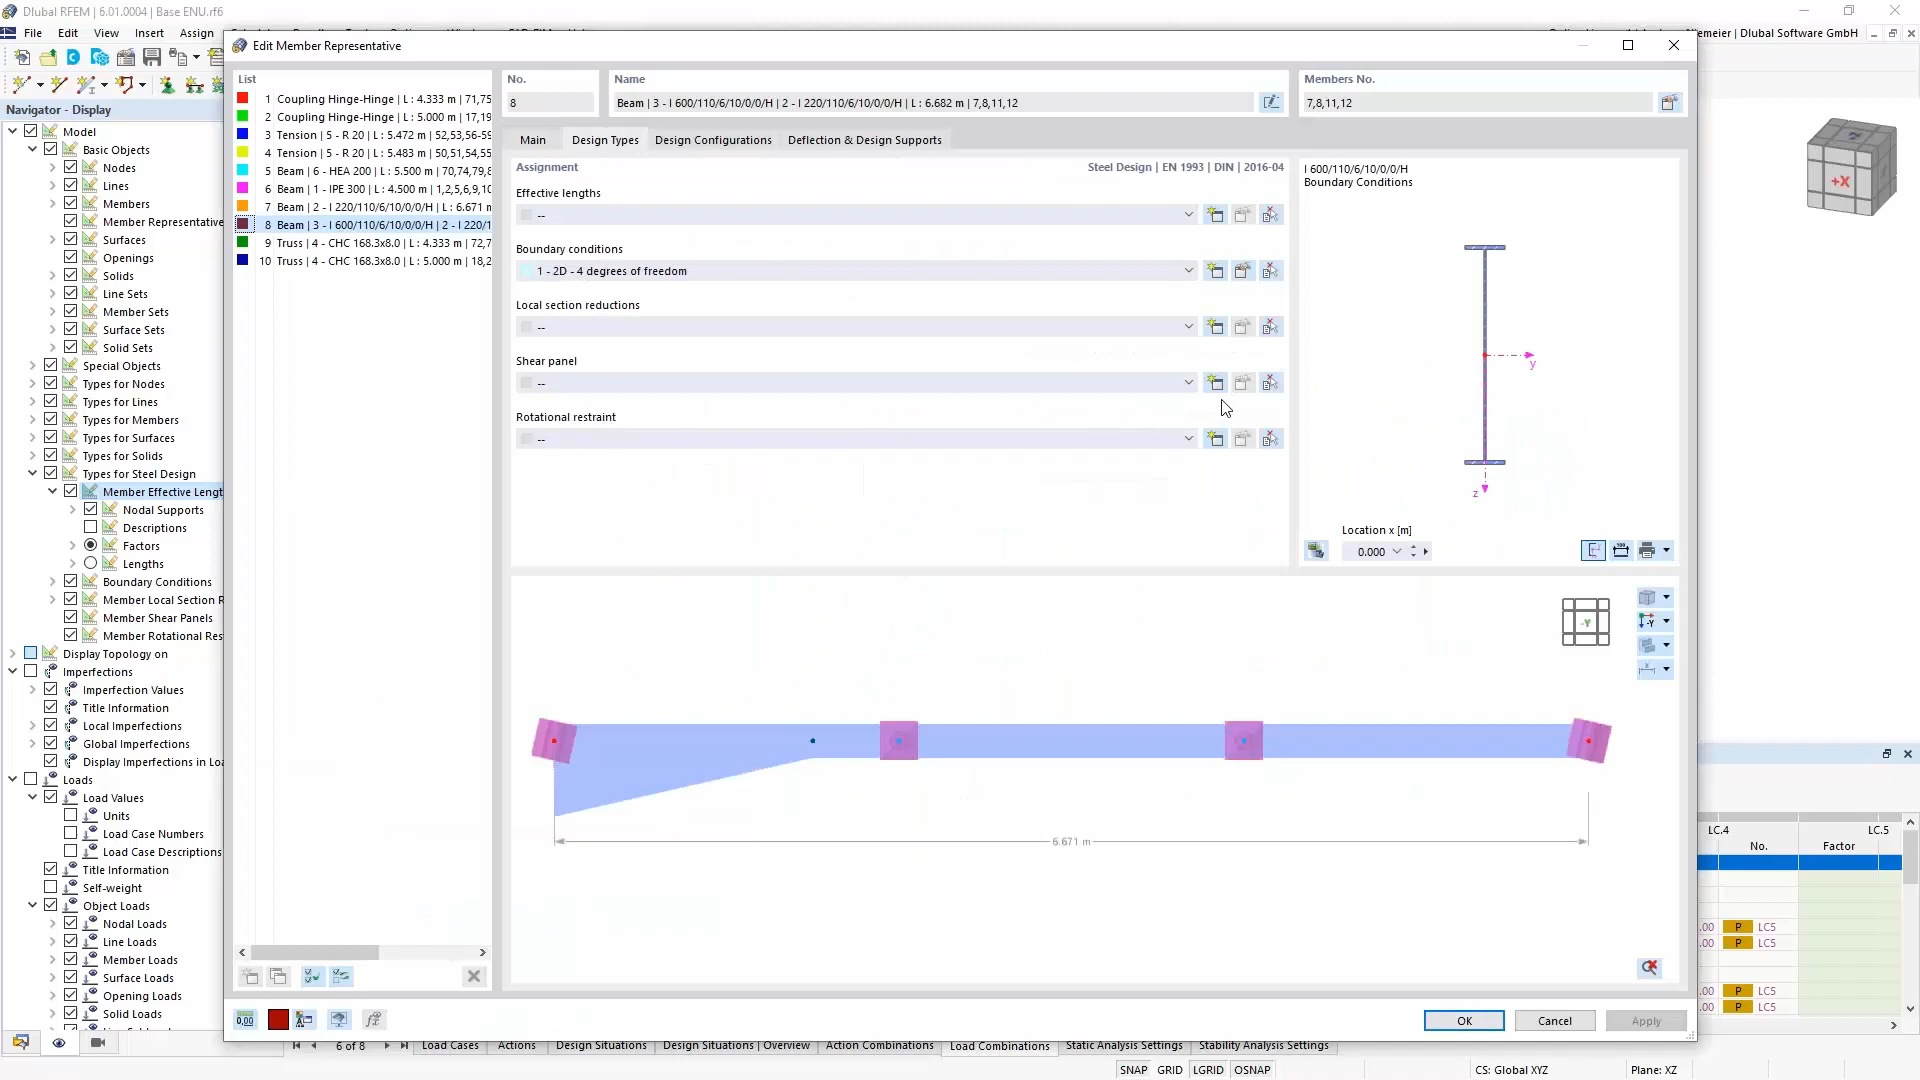 Dlubal RFEM | 6.01.0004 | Base ENU.rf6
File Edit View Insert Assign
Niemeier | Dlubal Software GmbH
Navigator - Display
Model
Basic Objects
Nodes
Lines
Members
Member Representative
Surfaces
Openings
Solids
Line Sets
Member Sets
Surface Sets
Solid Sets
Special Objects
Types for Nodes
Types for Lines
Types for Members
Types for Surfaces
Types for Solids
Types for Steel Design
Member Effective Lengt
Nodal Supports
Descriptions
Factors
Lengths
Boundary Conditions
Member Local Section R
Member Shear Panels
Member Rotational Res
Display Topology on
Imperfections
Imperfection Values
Title Information
Local Imperfections
Global Imperfections
Display Imperfections in Loa
Loads
Load Values
Units
Load Case Numbers
Load Case Descriptions
Title Information
Self-weight
Object Loads
Nodal Loads
Line Loads
Member Loads
Surface Loads
Opening Loads
Solid Loads
Edit Member Representative
List
1 Coupling Hinge-Hinge | L : 4.333 m | 71,75
2 Coupling Hinge-Hinge | L : 5.000 m | 17,19
3 Tension | 5 - R 20 | L : 5.472 m | 52,53,56-59
4 Tension | 5 - R 20 | L : 5.483 m | 50,51,54,55
5 Beam | 6 - HEA 200 | L : 5.500 m | 70,74,79,8
6 Beam | 1 - IPE 300 | L : 4.500 m | 1,2,5,6,9,10
7 Beam | 2 - I 220/110/6/10/0/0/H | L : 6.671 m
8 Beam | 3 - I 600/110/6/10/0/0/H | 2 - I 220/1
9 Truss | 4 - CHC 168.3x8.0 | L : 4.333 m | 72,7
10 Truss | 4 - CHC 168.3x8.0 | L : 5.000 m | 18,2
No.
8
Name
Beam | 3 - I 600/110/6/10/0/0/H | 2 - I 220/110/6/10/0/0/H | L : 6.682 m | 7,8,11,12
Members No.
7,8,11,12
Main Design Types Design Configurations Deflection & Design Supports
Assignment Steel Design | EN 1993 | DIN | 2016-04
Effective lengths
--
Boundary conditions
1 - 2D - 4 degrees of freedom
Local section reductions
--
Shear panel
--
Rotational restraint
--
I 600/110/6/10/0/0/H
Boundary Conditions
y
z
Location x [m]
0.000
+X
-Y
-Y
6.671 m
0,00
OK Cancel Apply
LC.4 LC.5
No. Factor
.00 P LC5
.00 P LC5
.00 P LC5
.00 P LC5
6 of 8 Load Cases Actions Design Situations Design Situations | Overview Action Combinations Load Combinations Static Analysis Settings Stability Analysis Settings
SNAP GRID LGRID OSNAP CS: Global XYZ Plane: XZ